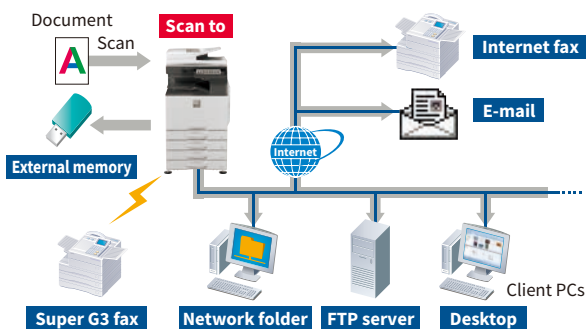 Document
Scan
Scan to
Internet fax
E-mail
Internet
External memory
Client PCs
Super G3 fax
Network folder
FTP server
Desktop
A